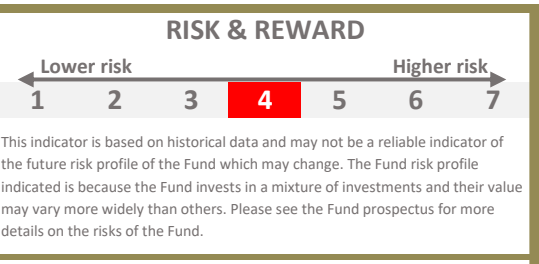 RISK & REWARD
Lower risk Higher risk
1 2 3 4 5 6 7
This indicator is based on historical data and may not be a reliable indicator of
the future risk profile of the Fund which may change. The Fund risk profile
indicated is because the Fund invests in a mixture of investments and their value
may vary more widely than others. Please see the Fund prospectus for more
details on the risks of the Fund.